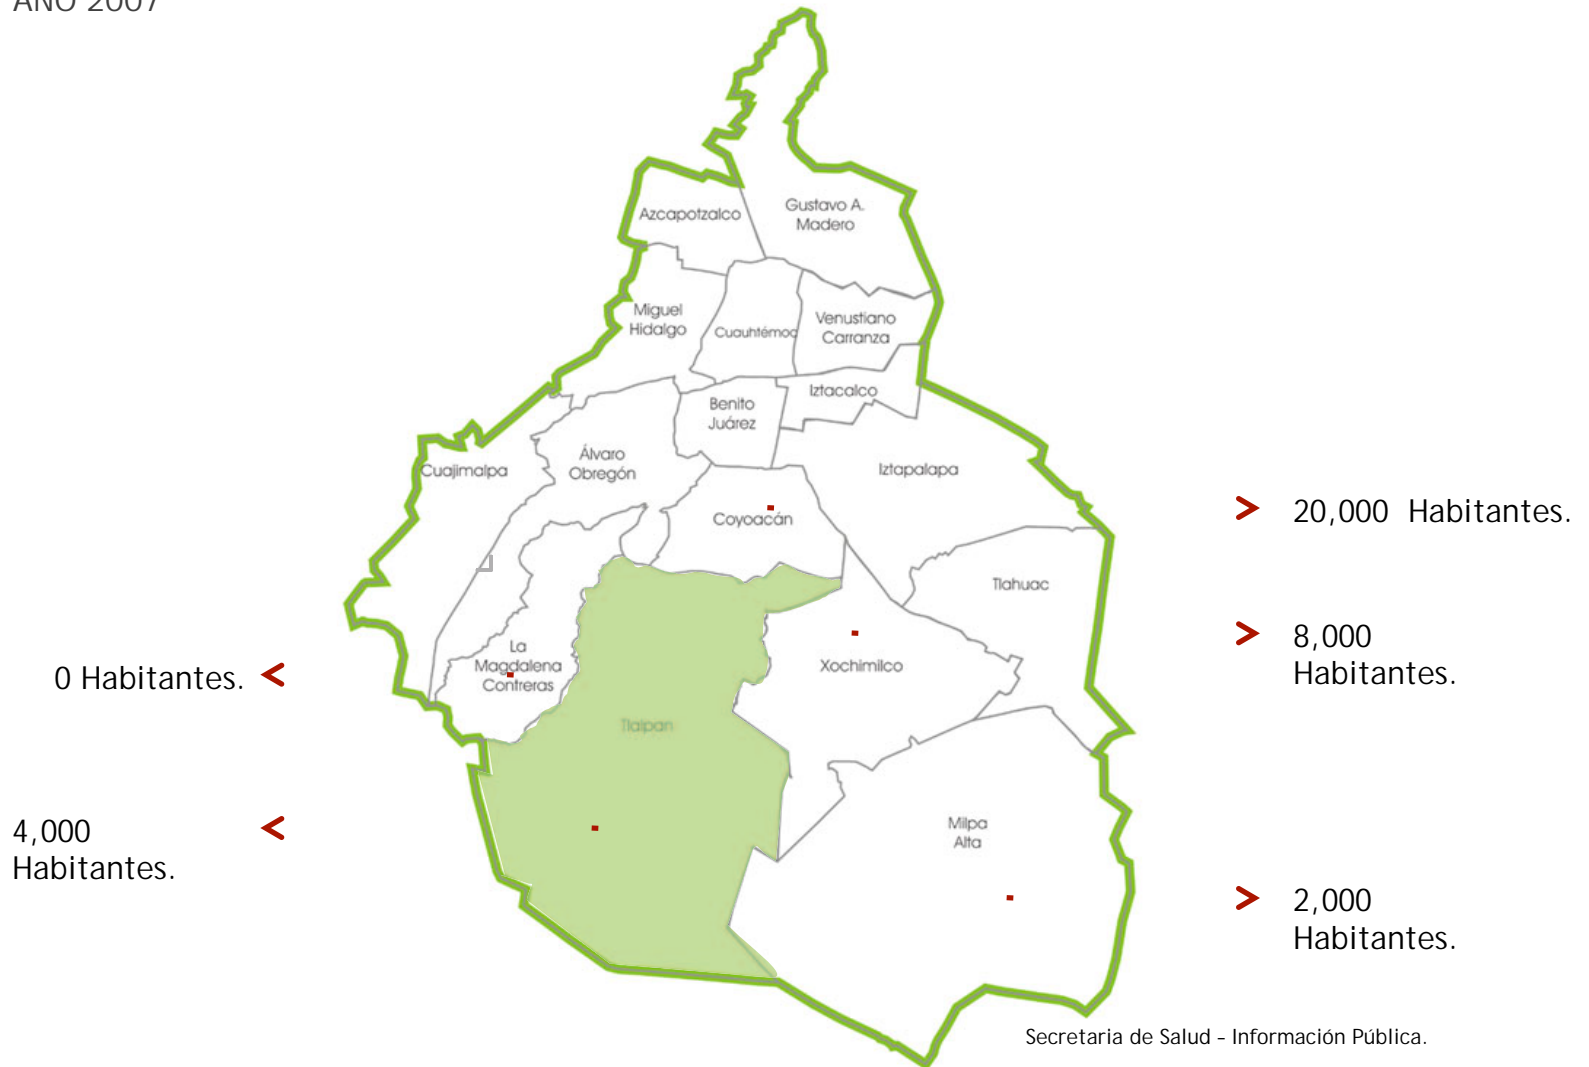 AÑO 2007
Azcapotzalco
Gustavo A.
Madero
Miguel
Hidalgo
Cuauhtémoc
Venustiano
Carranza
Iztacalco
Benito
Juárez
Cuajimalpa
Álvaro
Obregón
Iztapalapa
Coyoacán
> 20,000 Habitantes.
Tlahuac
> 8,000
Habitantes.
La
Magdalena
Contreras
Xochimilco
0 Habitantes. <
Tlalpan
4,000 <
Habitantes.
Milpa
Alta
> 2,000
Habitantes.
Secretaria de Salud – Información Pública.